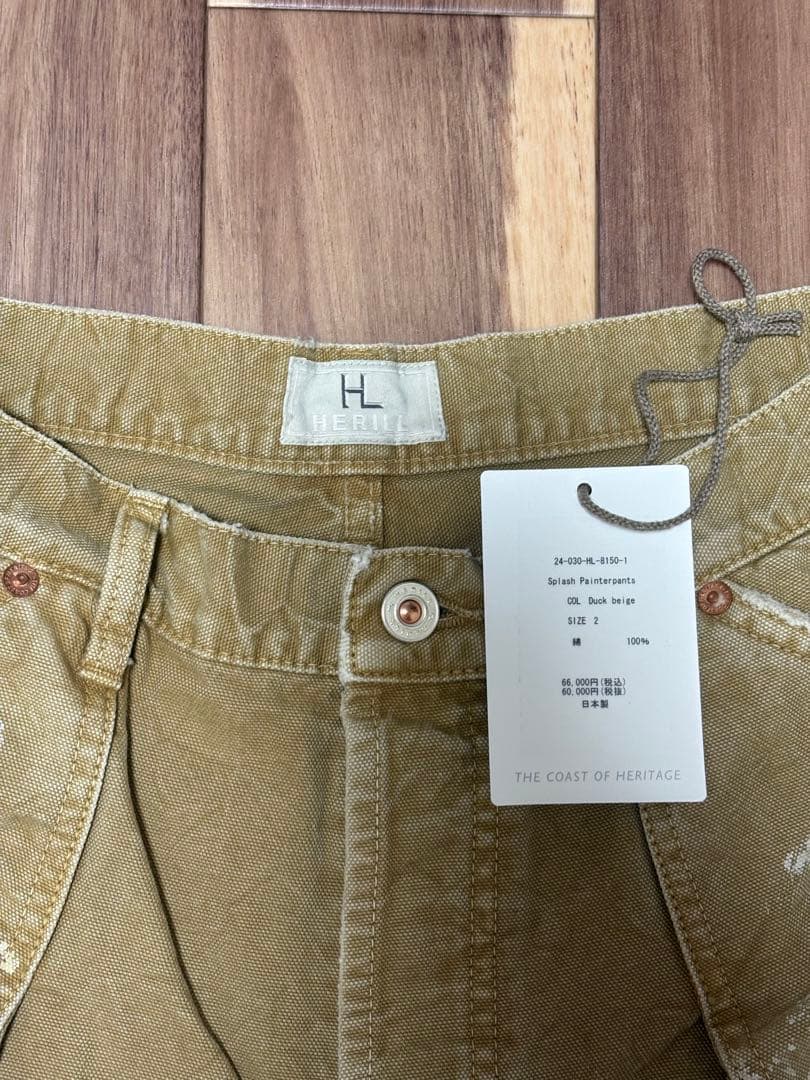 HL
HERILL
24-030-HL-8150-1
Splash Painterpants
COL Duck beige
SIZE 2
綿 100%
66,000円(税込)
60,000円(税抜)
日本製
THE COAST OF HERITAGE